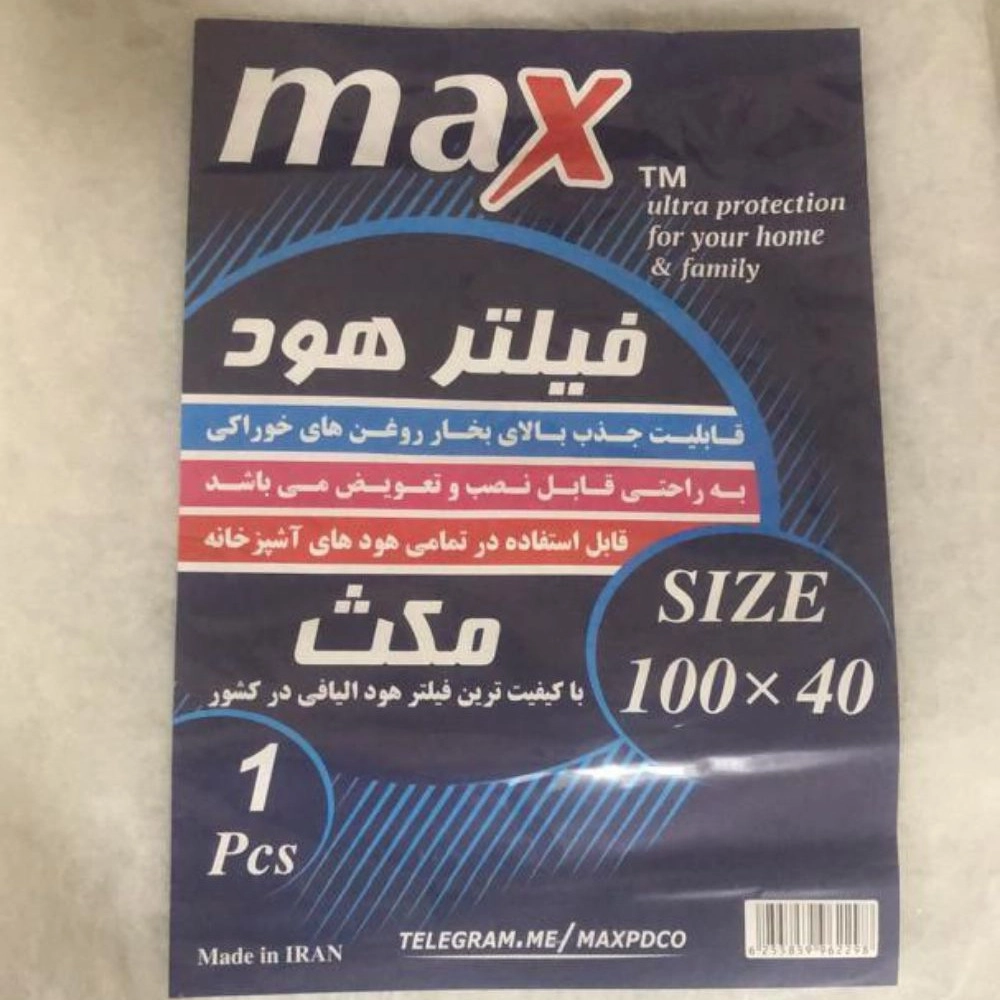 max
TM
ultra protection
for your home
& family
فیلتر هود
قابلیت جذب بالای بخار روغن های خوراکی
به راحتی قابل نصب و تعویض می باشد
قابل استفاده در تمامی هود های آشپزخانه
SIZE
100×40
مکث
با کیفیت ترین فیلتر هود الیافی در کشور
1
Pcs
Made in IRAN
TELEGRAM.ME/MAXPDCO